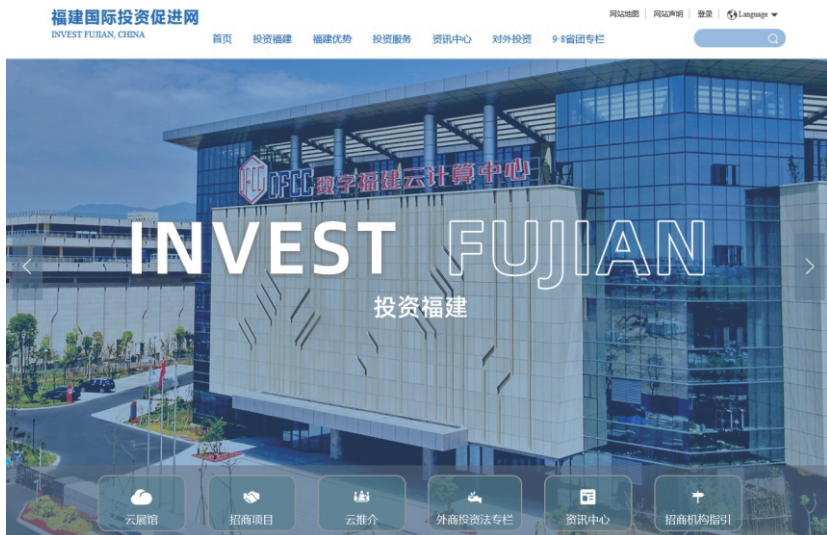 福建国际投资促进网
INVEST FUJIAN, CHINA
网站地图 网站声明 登录 Language
首页 投资福建 福建优势 投资服务 资讯中心 对外投资 9·8省团专栏
DFCC DFCC 数字福建云计算中心
INVEST FUJIAN
投资福建
云展馆 招商项目 云推介 外商投资法专栏 资讯中心 招商机构指引